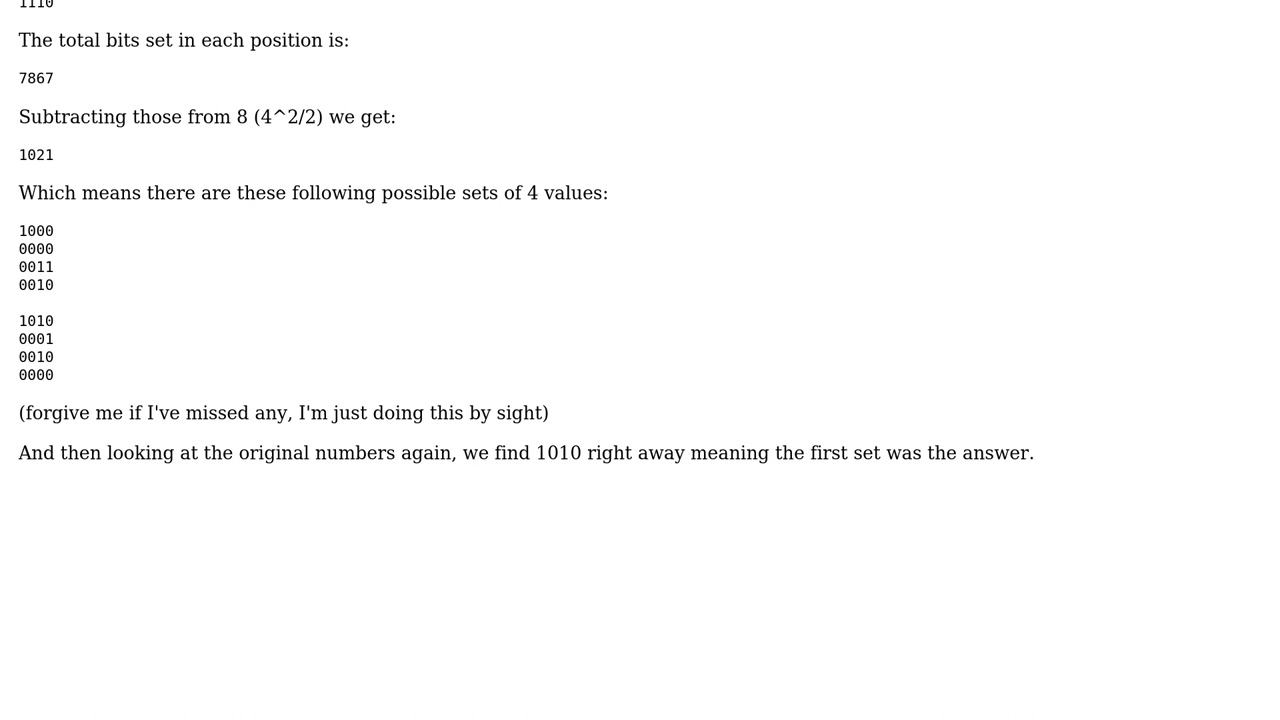 1110
The total bits set in each position is:
7867
Subtracting those from 8 (4^2/2) we get:
1021
Which means there are these following possible sets of 4 values:
1000
0000
0011
0010
1010
0001
0010
0000
(forgive me if I've missed any, I'm just doing this by sight)
And then looking at the original numbers again, we find 1010 right away meaning the first set was the answer.